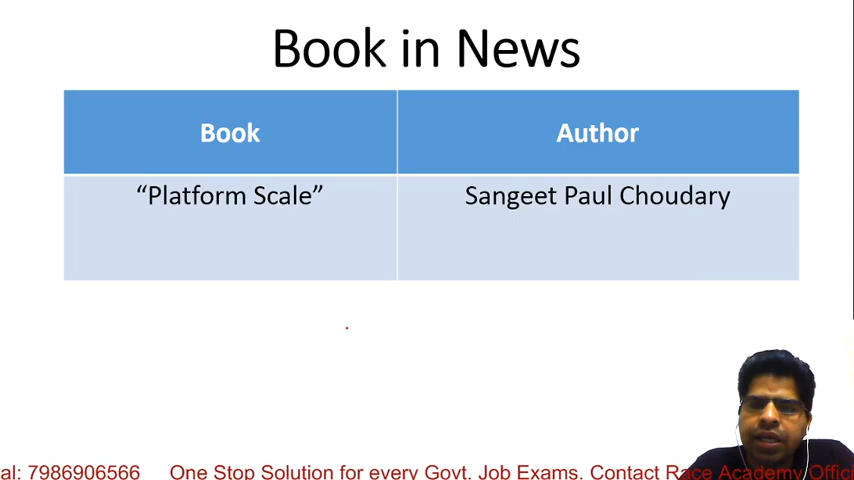 Book in News
Book
Author
“Platform Scale”
Sangeet Paul Choudary
al: 7986906566 One Stop Solution for every Govt. Job Exams. Contact Race Academy Offici